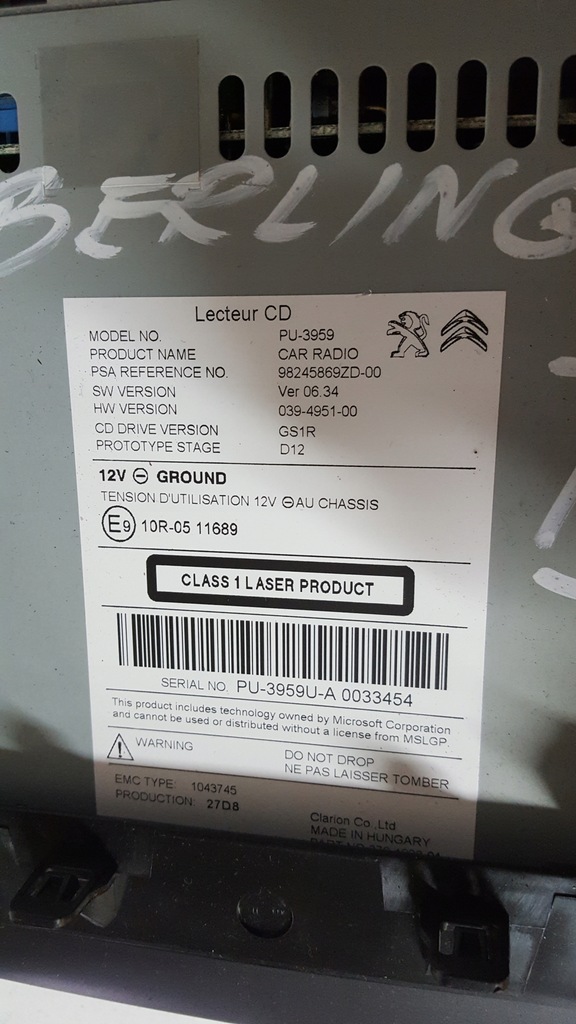 BERLINGO
Lecteur CD
MODEL NO. PU-3959
PRODUCT NAME CAR RADIO
PSA REFERENCE NO. 98245869ZD-00
SW VERSION Ver 06.34
HW VERSION 039-4951-00
CD DRIVE VERSION GS1R
PROTOTYPE STAGE D12
12V ⊖ GROUND
TENSION D'UTILISATION 12V ⊖ AU CHASSIS
E9 10R-05 11689
CLASS 1 LASER PRODUCT
SERIAL NO. PU-3959U-A 0033454
This product includes technology owned by Microsoft Corporation
and cannot be used or distributed without a license from MSLGP.
WARNING DO NOT DROP
NE PAS LAISSER TOMBER
EMC TYPE: 1043745
PRODUCTION: 27D8
Clarion Co.,Ltd
MADE IN HUNGARY